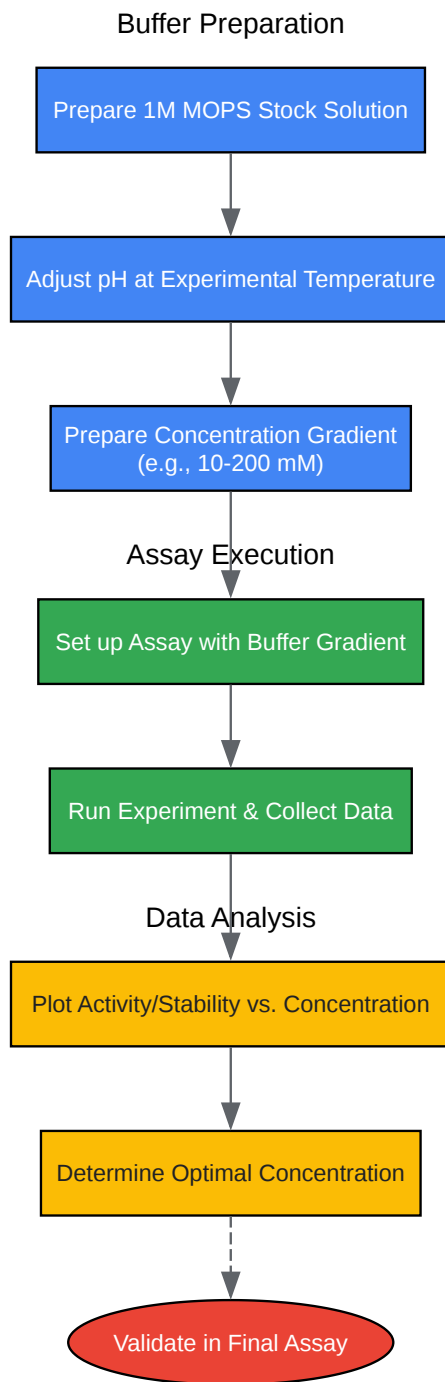 Buffer Preparation
Prepare 1M MOPS Stock Solution
Adjust pH at Experimental Temperature
Prepare Concentration Gradient
(e.g., 10-200 mM)
Assay Execution
Set up Assay with Buffer Gradient
Run Experiment & Collect Data
Data Analysis
Plot Activity/Stability vs. Concentration
Determine Optimal Concentration
Validate in Final Assay